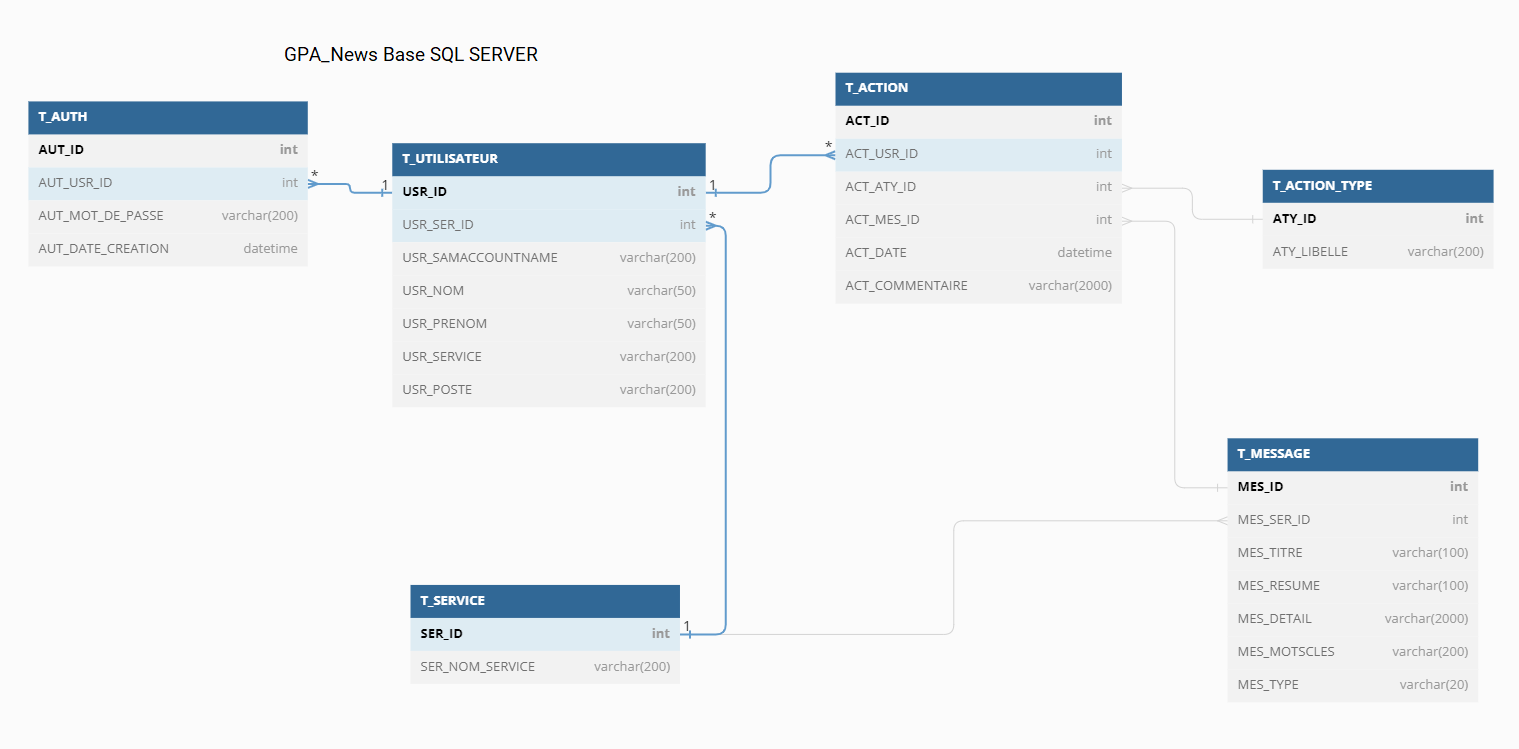 GPA_News Base SQL SERVER
T_AUTH
AUT_ID int
AUT_USR_ID int
AUT_MOT_DE_PASSE varchar(200)
AUT_DATE_CREATION datetime
* 1
T_UTILISATEUR
USR_ID int
USR_SER_ID int
USR_SAMACCOUNTNAME varchar(200)
USR_NOM varchar(50)
USR_PRENOM varchar(50)
USR_SERVICE varchar(200)
USR_POSTE varchar(200)
1 *
*
T_ACTION
ACT_ID int
ACT_USR_ID int
ACT_ATY_ID int
ACT_MES_ID int
ACT_DATE datetime
ACT_COMMENTAIRE varchar(2000)
T_ACTION_TYPE
ATY_ID int
ATY_LIBELLE varchar(200)
T_SERVICE
SER_ID int
SER_NOM_SERVICE varchar(200)
1
T_MESSAGE
MES_ID int
MES_SER_ID int
MES_TITRE varchar(100)
MES_RESUME varchar(100)
MES_DETAIL varchar(2000)
MES_MOTSCLES varchar(200)
MES_TYPE varchar(20)